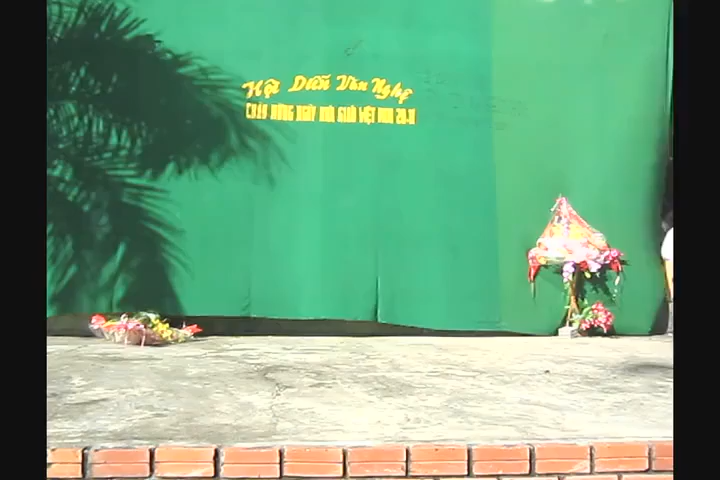 Hội Diễn Văn Nghệ
CHÀO MỪNG NGÀY NHÀ GIÁO VIỆT NAM 20-11